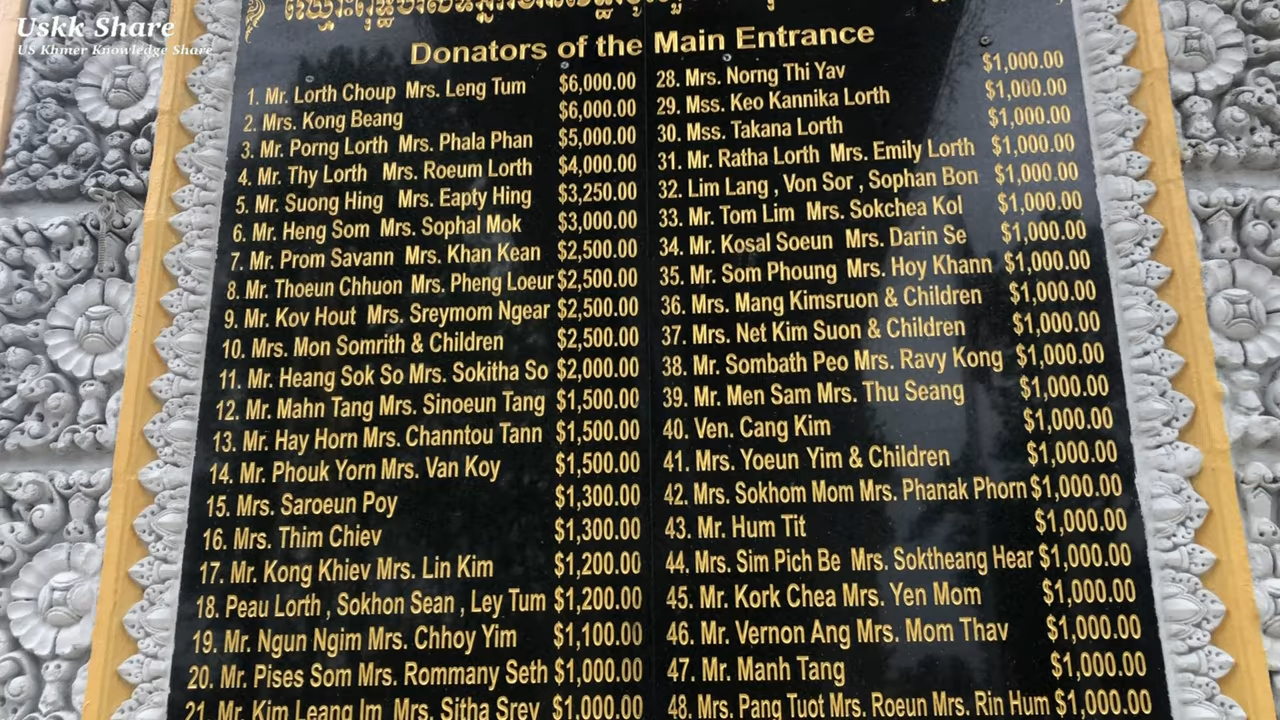 Uskk Share
US Khmer Knowledge Share
Donators of the Main Entrance
1. Mr. Lorth Choup Mrs. Leng Tum $6,000.00
2. Mrs. Kong Beang $6,000.00
3. Mr. Porng Lorth Mrs. Phala Phan $5,000.00
4. Mr. Thy Lorth Mrs. Roeum Lorth $4,000.00
5. Mr. Suong Hing Mrs. Eapty Hing $3,250.00
6. Mr. Heng Som Mrs. Sophal Mok $3,000.00
7. Mr. Prom Savann Mrs. Khan Kean $2,500.00
8. Mr. Thoeun Chhuon Mrs. Pheng Loeur $2,500.00
9. Mr. Kov Hout Mrs. Sreymom Ngear $2,500.00
10. Mrs. Mon Somrith & Children $2,500.00
11. Mr. Heang Sok So Mrs. Sokitha So $2,000.00
12. Mr. Mahn Tang Mrs. Sinoeun Tang $1,500.00
13. Mr. Hay Horn Mrs. Channtou Tann $1,500.00
14. Mr. Phouk Yorn Mrs. Van Koy $1,500.00
15. Mrs. Saroeun Poy $1,300.00
16. Mrs. Thim Chiev $1,300.00
17. Mr. Kong Khiev Mrs. Lin Kim $1,200.00
18. Peau Lorth , Sokhon Sean , Ley Tum $1,200.00
19. Mr. Ngun Ngim Mrs. Chhoy Yim $1,100.00
20. Mr. Pises Som Mrs. Rommany Seth $1,000.00
21. Mr. Kim Leang Im Mrs. Sitha Srey $1,000.00
28. Mrs. Norng Thi Yav $1,000.00
29. Mss. Keo Kannika Lorth $1,000.00
30. Mss. Takana Lorth $1,000.00
31. Mr. Ratha Lorth Mrs. Emily Lorth $1,000.00
32. Lim Lang , Von Sor , Sophan Bon $1,000.00
33. Mr. Tom Lim Mrs. Sokchea Kol $1,000.00
34. Mr. Kosal Soeun Mrs. Darin Se $1,000.00
35. Mr. Som Phoung Mrs. Hoy Khann $1,000.00
36. Mrs. Mang Kimsruon & Children $1,000.00
37. Mrs. Net Kim Suon & Children $1,000.00
38. Mr. Sombath Peo Mrs. Ravy Kong $1,000.00
39. Mr. Men Sam Mrs. Thu Seang $1,000.00
40. Ven. Cang Kim $1,000.00
41. Mrs. Yoeun Yim & Children $1,000.00
42. Mrs. Sokhom Mom Mrs. Phanak Phorn $1,000.00
43. Mr. Hum Tit $1,000.00
44. Mrs. Sim Pich Be Mrs. Soktheang Hear $1,000.00
45. Mr. Kork Chea Mrs. Yen Mom $1,000.00
46. Mr. Vernon Ang Mrs. Mom Thav $1,000.00
47. Mr. Manh Tang $1,000.00
48. Mrs. Pang Tuot Mrs. Roeun Mrs. Rin Hum $1,000.00